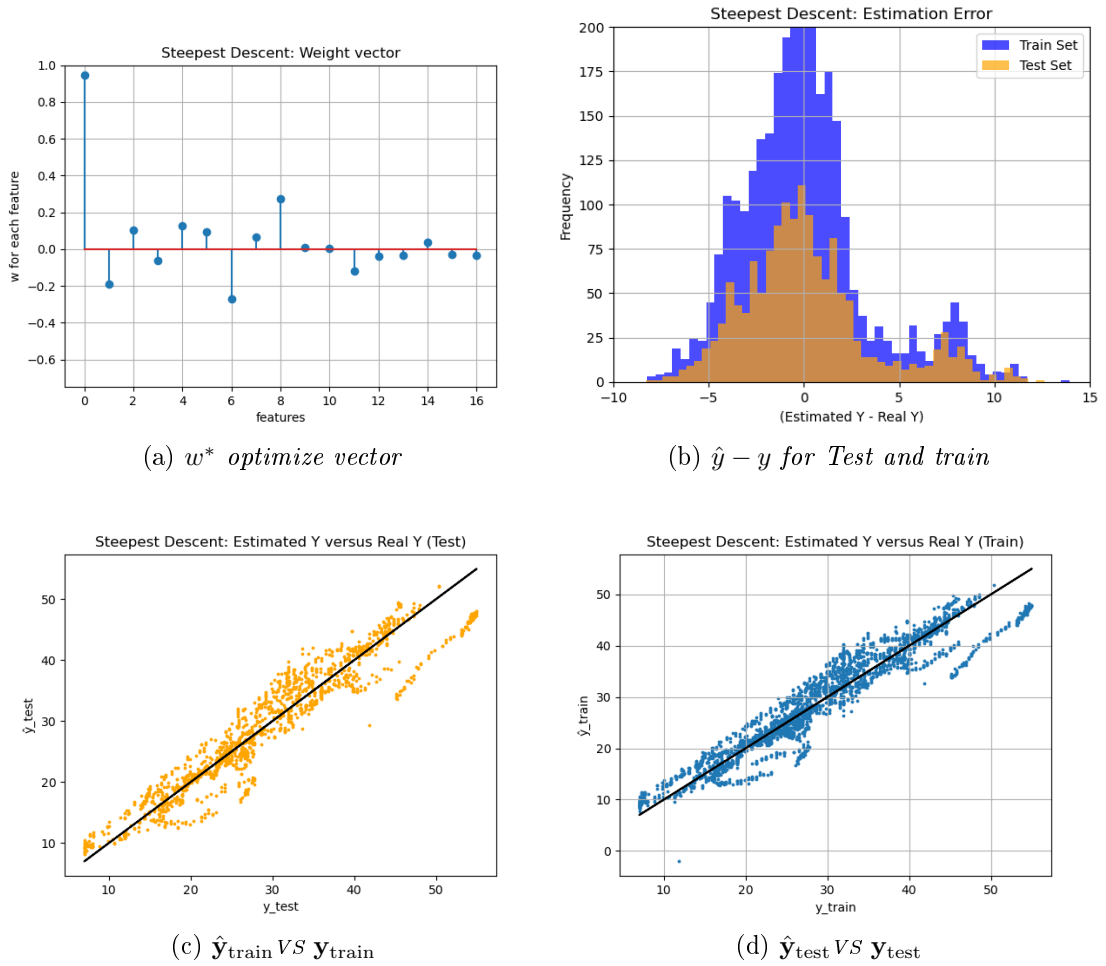 Steepest Descent: Weight vector
1.0
0.8
0.6
0.4
0.2
0.0
−0.2
−0.4
−0.6
w for each feature
0 2 4 6 8 10 12 14 16
features
(a) w* optimize vector
Steepest Descent: Estimation Error
Train Set
Test Set
200
175
150
125
100
75
50
25
0
Frequency
−10 −5 0 5 10 15
(Estimated Y - Real Y)
(b) ŷ − y for Test and train
Steepest Descent: Estimated Y versus Real Y (Test)
50
40
30
20
10
ŷ_test
10 20 30 40 50
y_test
(c) ŷtrain VS ytrain
Steepest Descent: Estimated Y versus Real Y (Train)
50
40
30
20
10
0
ŷ_train
10 20 30 40 50
y_train
(d) ŷtest VS ytest